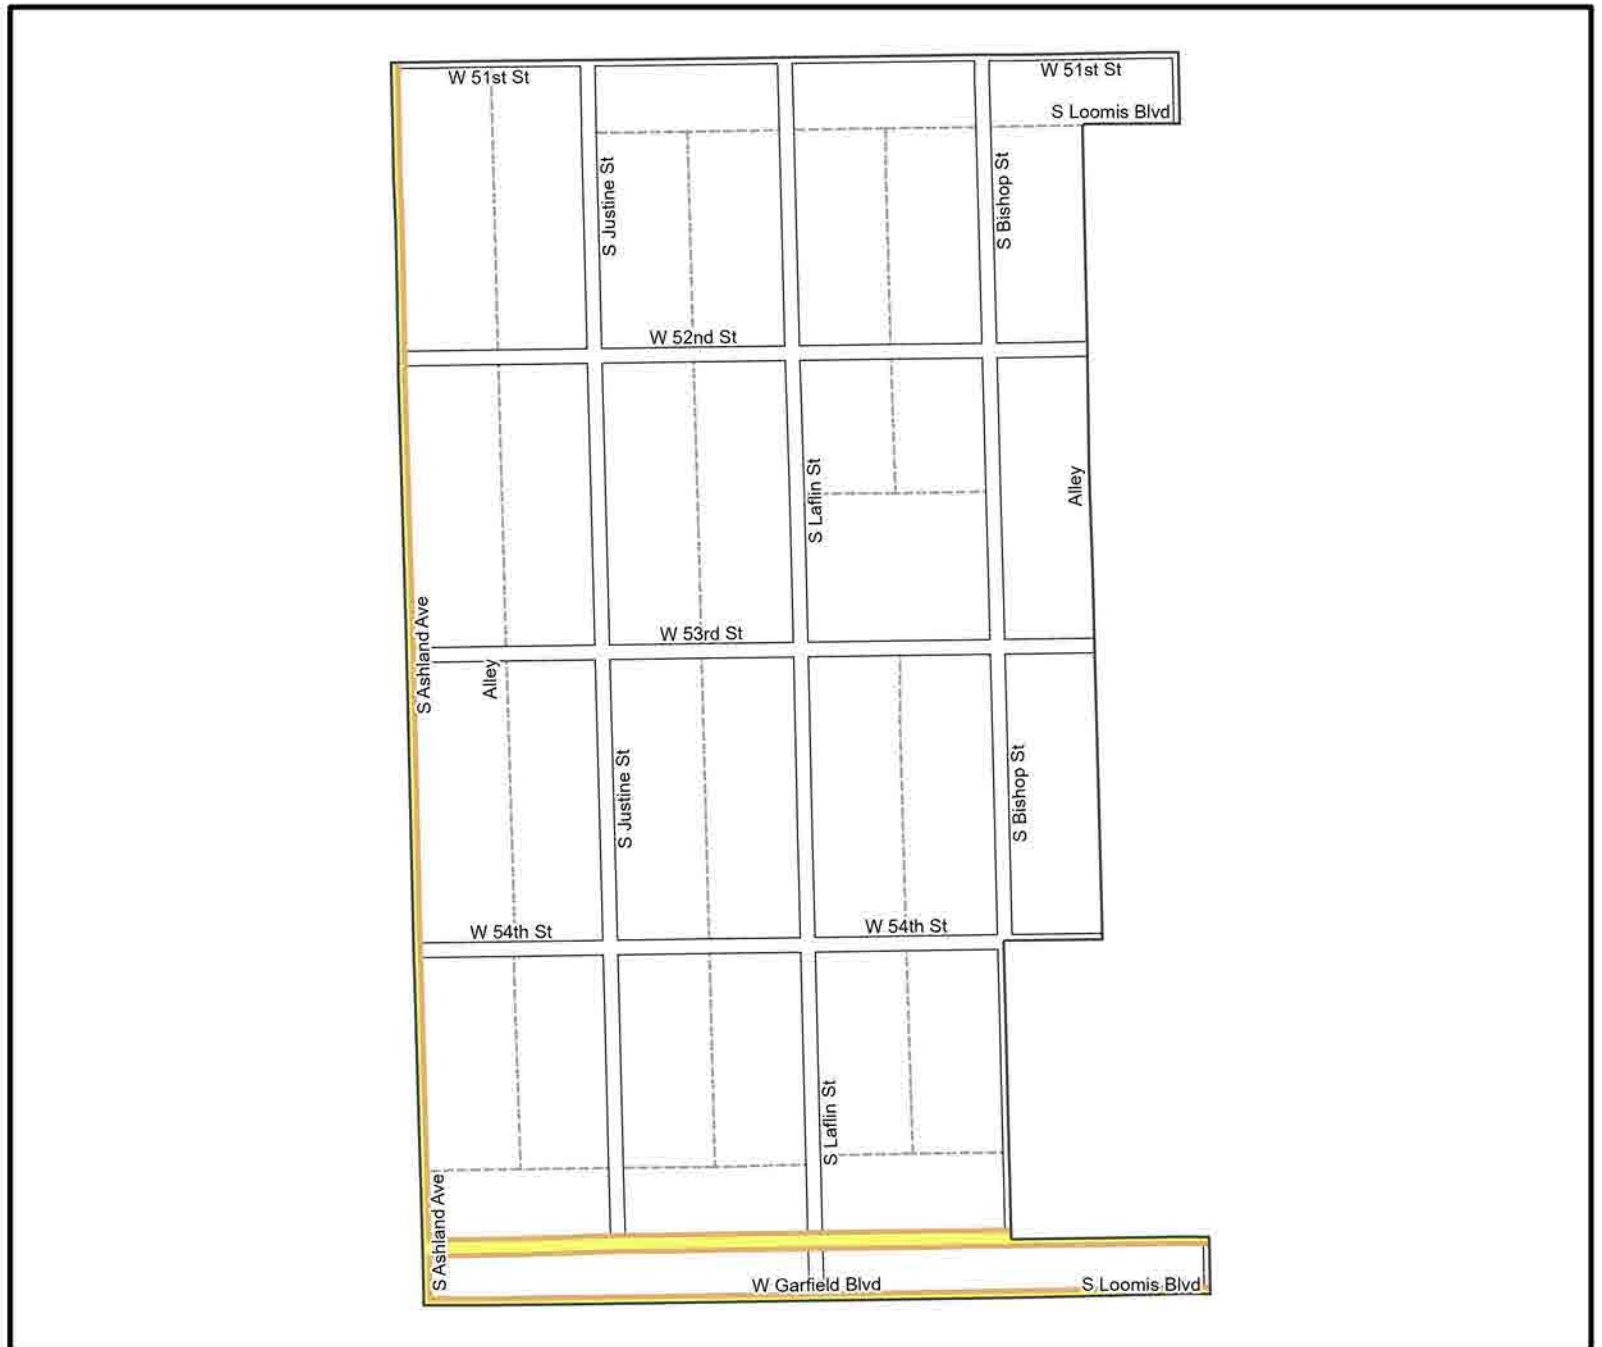 W 51st St
W 51st St
S Loomis Blvd
S Justine St
S Bishop St
W 52nd St
S Laflin St
Alley
S Ashland Ave
W 53rd St
Alley
S Justine St
S Bishop St
W 54th St
W 54th St
S Laflin St
S Ashland Ave
W Garfield Blvd
S Loomis Blvd